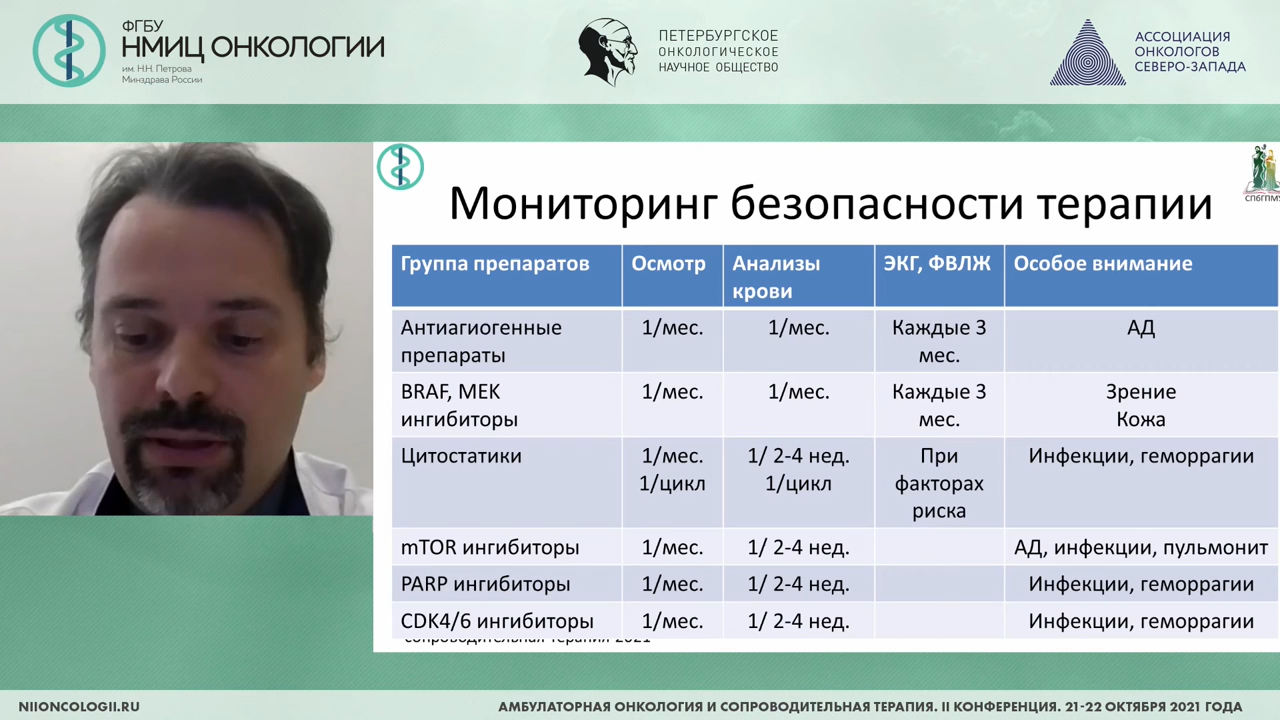 ФГБУ
НМИЦ ОНКОЛОГИИ
им. Н.Н. Петрова
Минздрава России
ПЕТЕРБУРГСКОЕ
ОНКОЛОГИЧЕСКОЕ
НАУЧНОЕ ОБЩЕСТВО
АССОЦИАЦИЯ
ОНКОЛОГОВ
СЕВЕРО-ЗАПАДА
СПбГПМУ
Мониторинг безопасности терапии
Группа препаратов Осмотр Анализы крови ЭКГ, ФВЛЖ Особое внимание
Антиагиогенные препараты 1/мес. 1/мес. Каждые 3 мес. АД
BRAF, MEK ингибиторы 1/мес. 1/мес. Каждые 3 мес. Зрение Кожа
Цитостатики 1/мес. 1/цикл 1/ 2-4 нед. 1/цикл При факторах риска Инфекции, геморрагии
mTOR ингибиторы 1/мес. 1/ 2-4 нед. АД, инфекции, пульмонит
PARP ингибиторы 1/мес. 1/ 2-4 нед. Инфекции, геморрагии
CDK4/6 ингибиторы 1/мес. 1/ 2-4 нед. Инфекции, геморрагии
сопроводительная терапия 2021
NIIONCOLOGII.RU
АМБУЛАТОРНАЯ ОНКОЛОГИЯ И СОПРОВОДИТЕЛЬНАЯ ТЕРАПИЯ. II КОНФЕРЕНЦИЯ. 21-22 ОКТЯБРЯ 2021 ГОДА